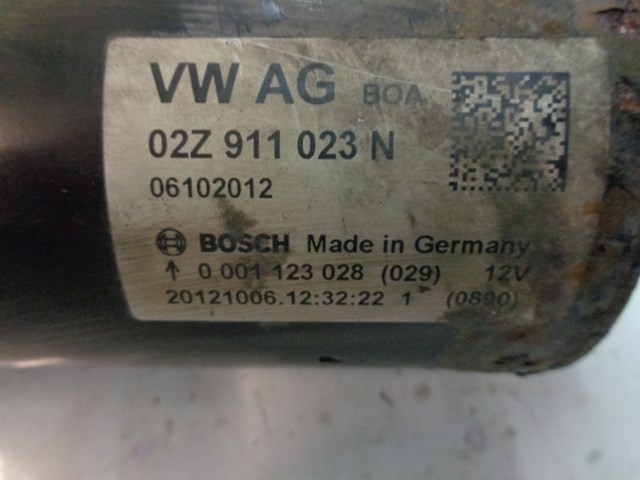 VW AG BOA
02Z 911 023 N
06102012
BOSCH Made in Germany
↑ 0 001 123 028 (029) 12V
20121006.12:32:22 1 (0890)